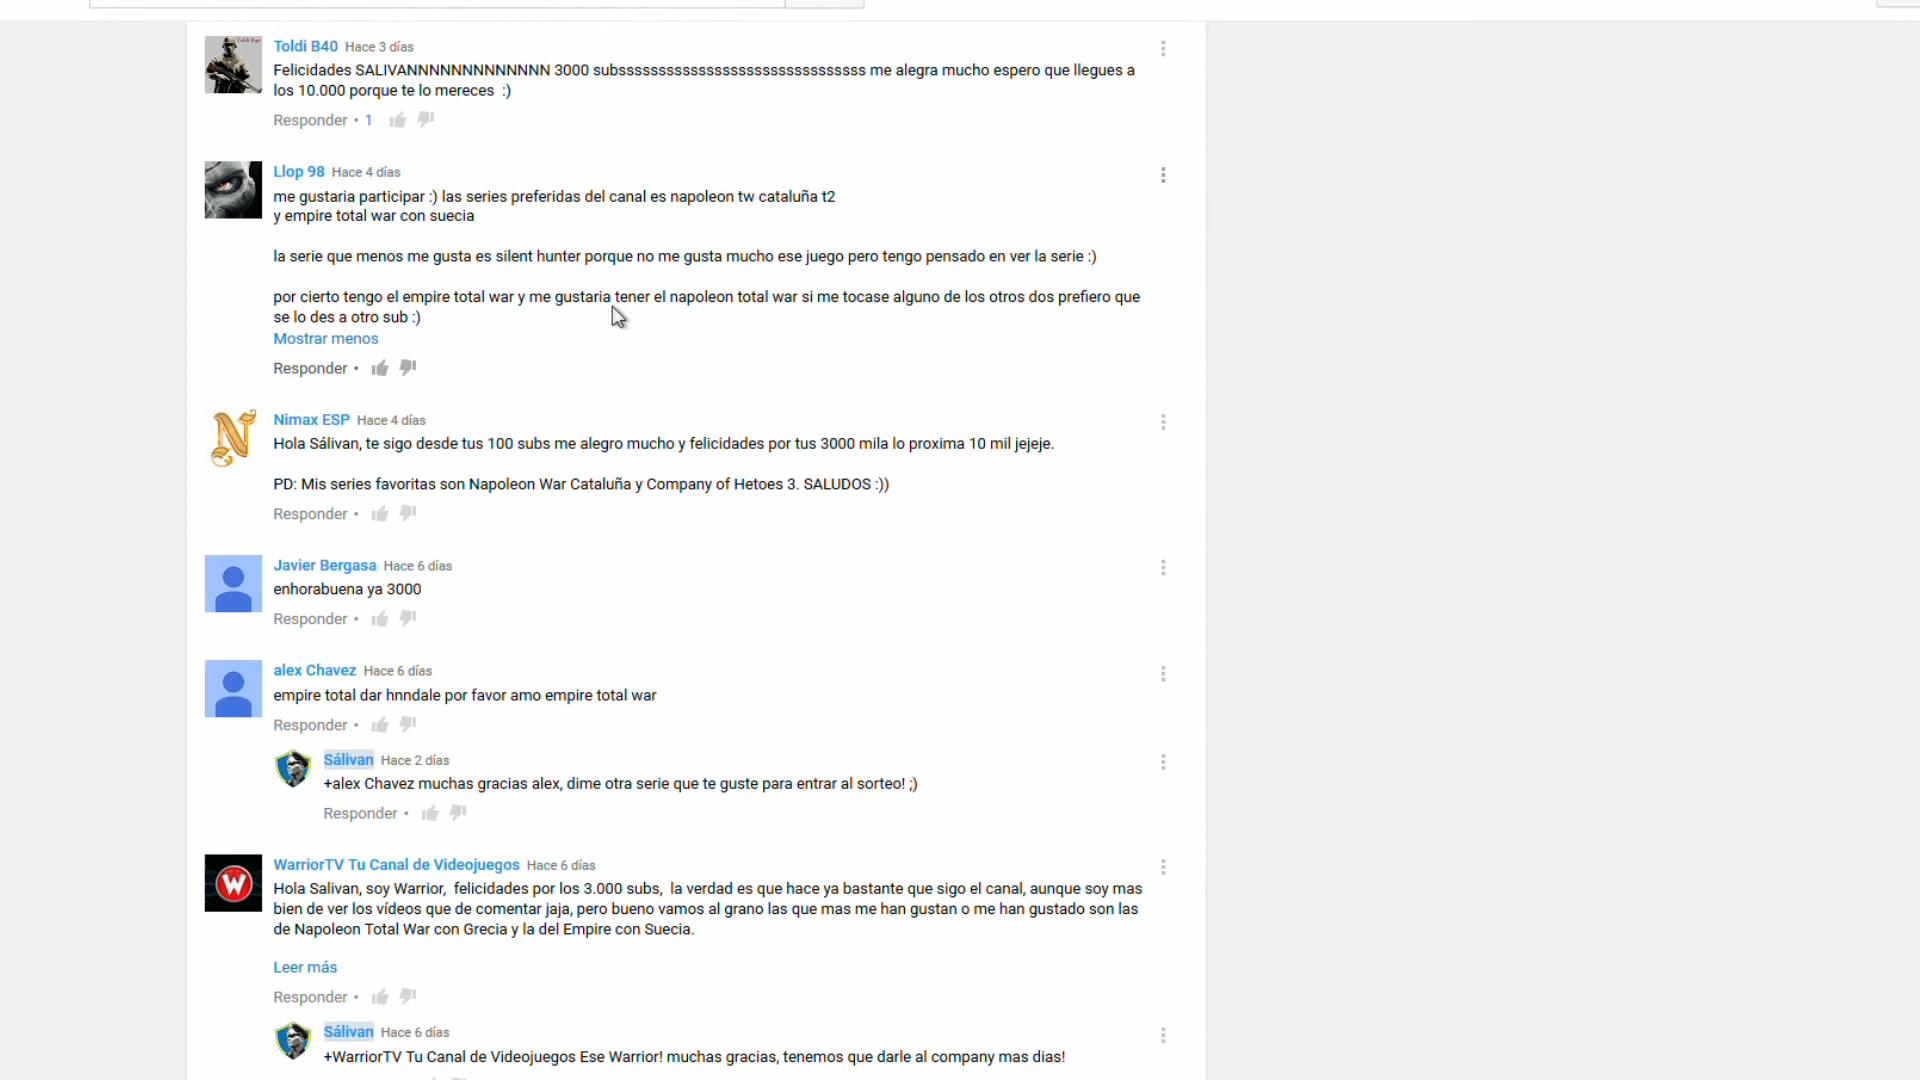 Toldi B40 Hace 3 días
Felicidades SALIVANNNNNNNNNNNNN 3000 subsssssssssssssssssssssssssssssss me alegra mucho espero que llegues a
los 10.000 porque te lo mereces :)
Responder • 1
Llop 98 Hace 4 días
me gustaria participar :) las series preferidas del canal es napoleon tw cataluña t2
y empire total war con suecia
la serie que menos me gusta es silent hunter porque no me gusta mucho ese juego pero tengo pensado en ver la serie :)
por cierto tengo el empire total war y me gustaria tener el napoleon total war si me tocase alguno de los otros dos prefiero que
se lo des a otro sub :)
Mostrar menos
Responder •
Nimax ESP Hace 4 días
Hola Sálivan, te sigo desde tus 100 subs me alegro mucho y felicidades por tus 3000 mila lo proxima 10 mil jejeje.
PD: Mis series favoritas son Napoleon War Cataluña y Company of Hetoes 3. SALUDOS :))
Responder •
Javier Bergasa Hace 6 días
enhorabuena ya 3000
Responder •
alex Chavez Hace 6 días
empire total dar hnndale por favor amo empire total war
Responder •
Sálivan Hace 2 días
+alex Chavez muchas gracias alex, dime otra serie que te guste para entrar al sorteo! ;)
Responder •
W
WarriorTV Tu Canal de Videojuegos Hace 6 días
Hola Salivan, soy Warrior, felicidades por los 3.000 subs, la verdad es que hace ya bastante que sigo el canal, aunque soy mas
bien de ver los vídeos que de comentar jaja, pero bueno vamos al grano las que mas me han gustan o me han gustado son las
de Napoleon Total War con Grecia y la del Empire con Suecia.
Leer más
Responder •
Sálivan Hace 6 días
+WarriorTV Tu Canal de Videojuegos Ese Warrior! muchas gracias, tenemos que darle al company mas dias!